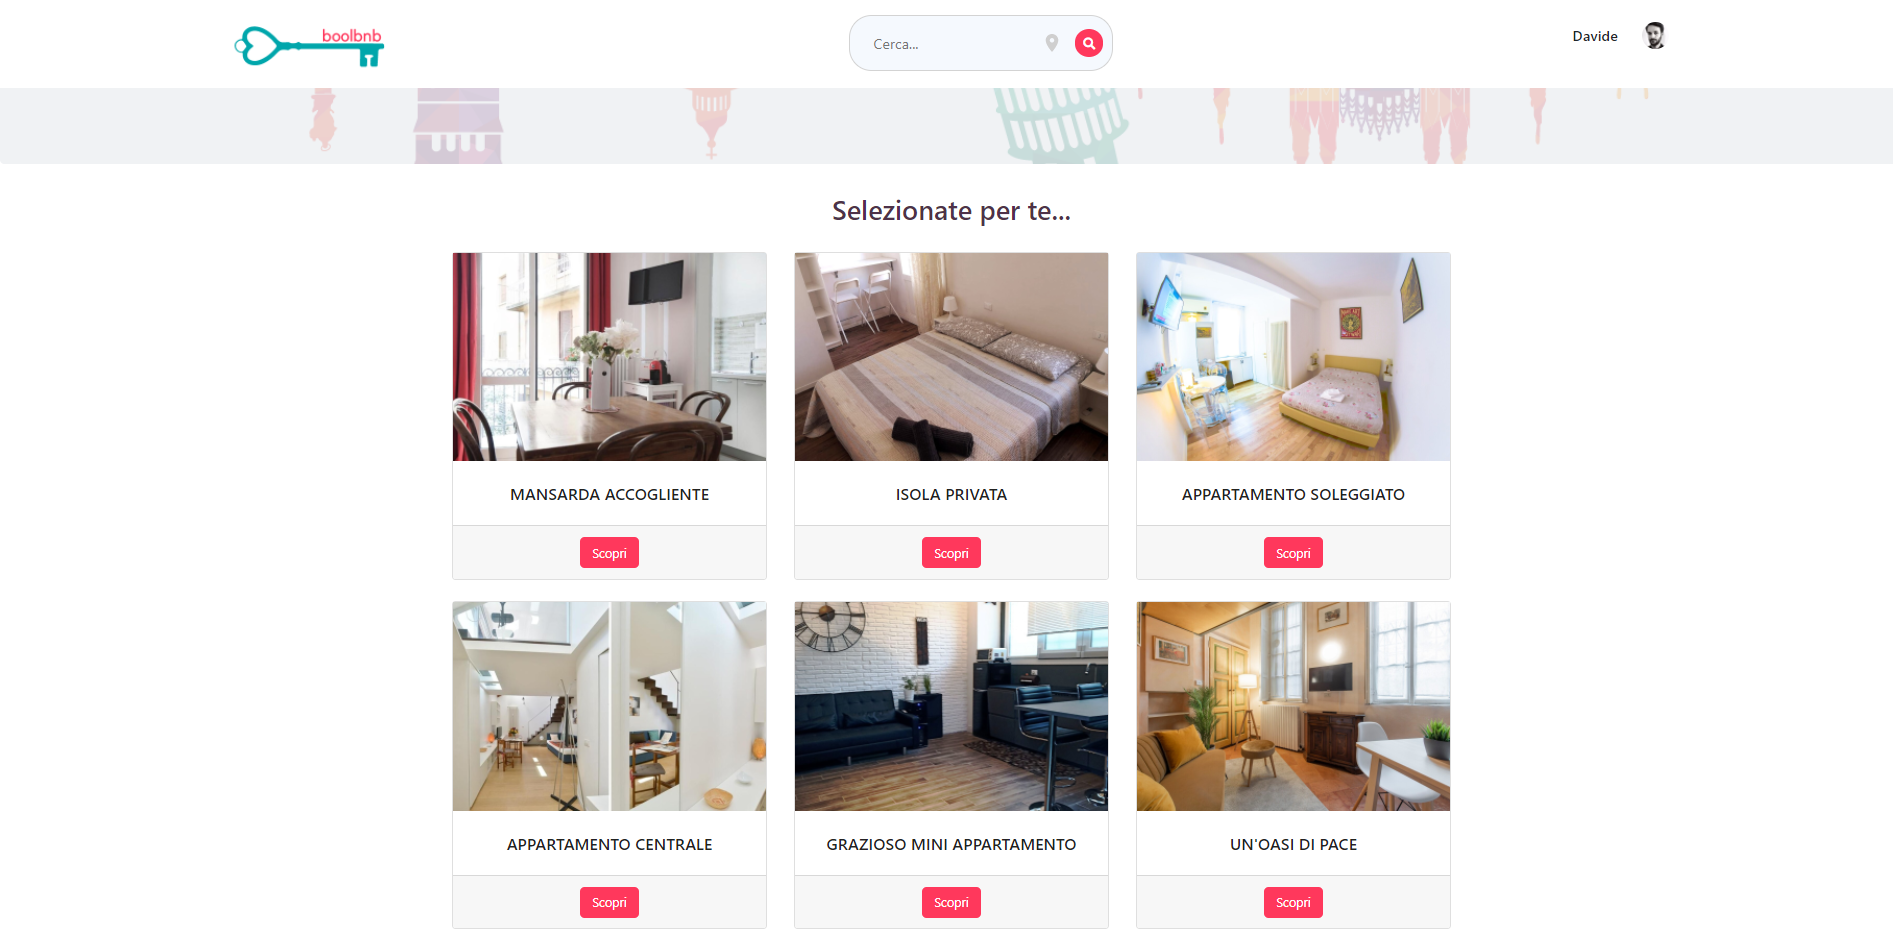 boolbnb
Cerca...
Davide
Selezionate per te...
MANSARDA ACCOGLIENTE
ISOLA PRIVATA
APPARTAMENTO SOLEGGIATO
Scopri
Scopri
Scopri
APPARTAMENTO CENTRALE
GRAZIOSO MINI APPARTAMENTO
UN'OASI DI PACE
Scopri
Scopri
Scopri